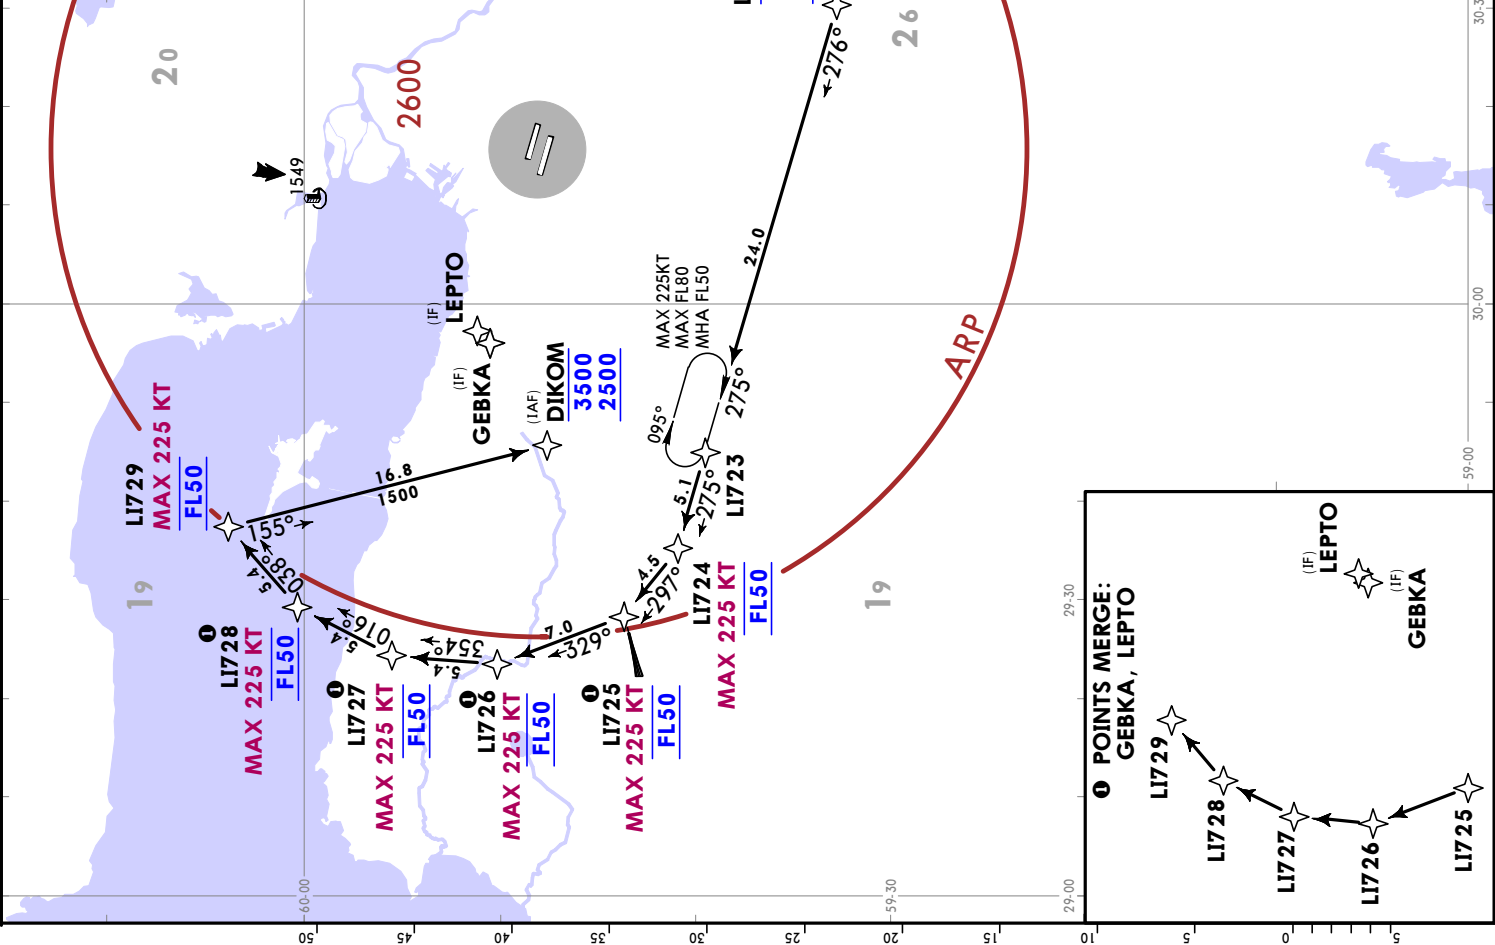 20
26
2600
1549
276°
24.0
MAX 225KT
MAX FL80
MHA FL50
275°
095°
LI723
5.1
275°
4.5
297°
LI724
MAX 225 KT
FL50
7.0
329°
❶
LI725
MAX 225 KT
FL50
5.4
354°
❶
LI726
MAX 225 KT
FL50
5.4
016°
❶
LI727
MAX 225 KT
FL50
5.4
038°
❶
LI728
MAX 225 KT
FL50
LI729
MAX 225 KT
FL50
155°
16.8
1500
(IAF)
DIKOM
3500
2500
(IF)
LEPTO
(IF)
GEBKA
ARP
19
19
30-00
59-00
60-00
59-30
29-30
29-00
❶ POINTS MERGE:
GEBKA, LEPTO
(IF)
LEPTO
(IF)
GEBKA
LI729
LI728
LI727
LI726
LI725
50
45
40
35
30
25
20
15
10
5
0
5